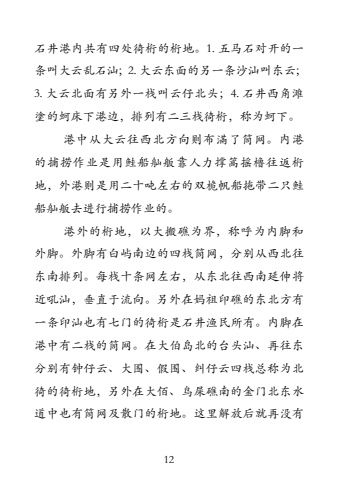 石井港内共有四处待桁的桁地。1. 五马石对开的一
条叫大云乱石汕；2. 大云东面的另一条沙汕叫东云；
3. 大云北面有另外一栈叫云仔北头；4. 石井西角滩
塗的蚵床下港边，排列有二三栈待桁，称为蚵下。
港中从大云往西北方向则布满了筒网。内港
的捕捞作业是用鮭船舢舨靠人力撑篙摇橹往返桁
地，外港则是用二十吨左右的双桅帆船拖带二只鮭
船舢舨去进行捕捞作业的。
港外的桁地，以大搬礁为界，称呼为内脚和
外脚。外脚有白屿南边的四栈筒网，分别从西北往
东南排列。每栈十条网左右，从东北往西南延伸将
近吼汕，垂直于流向。另外在妈祖印礁的东北方有
一条印汕也有七门的待桁是石井渔民所有。内脚在
港中有二栈的筒网。在大伯岛北的台头汕、再往东
分别有钟仔云、大围、假围、纠仔云四栈总称为北
待的待桁地，另外在大佰、鸟屎礁南的金门北东水
道中也有筒网及散门的桁地。这里解放后就再没有
12